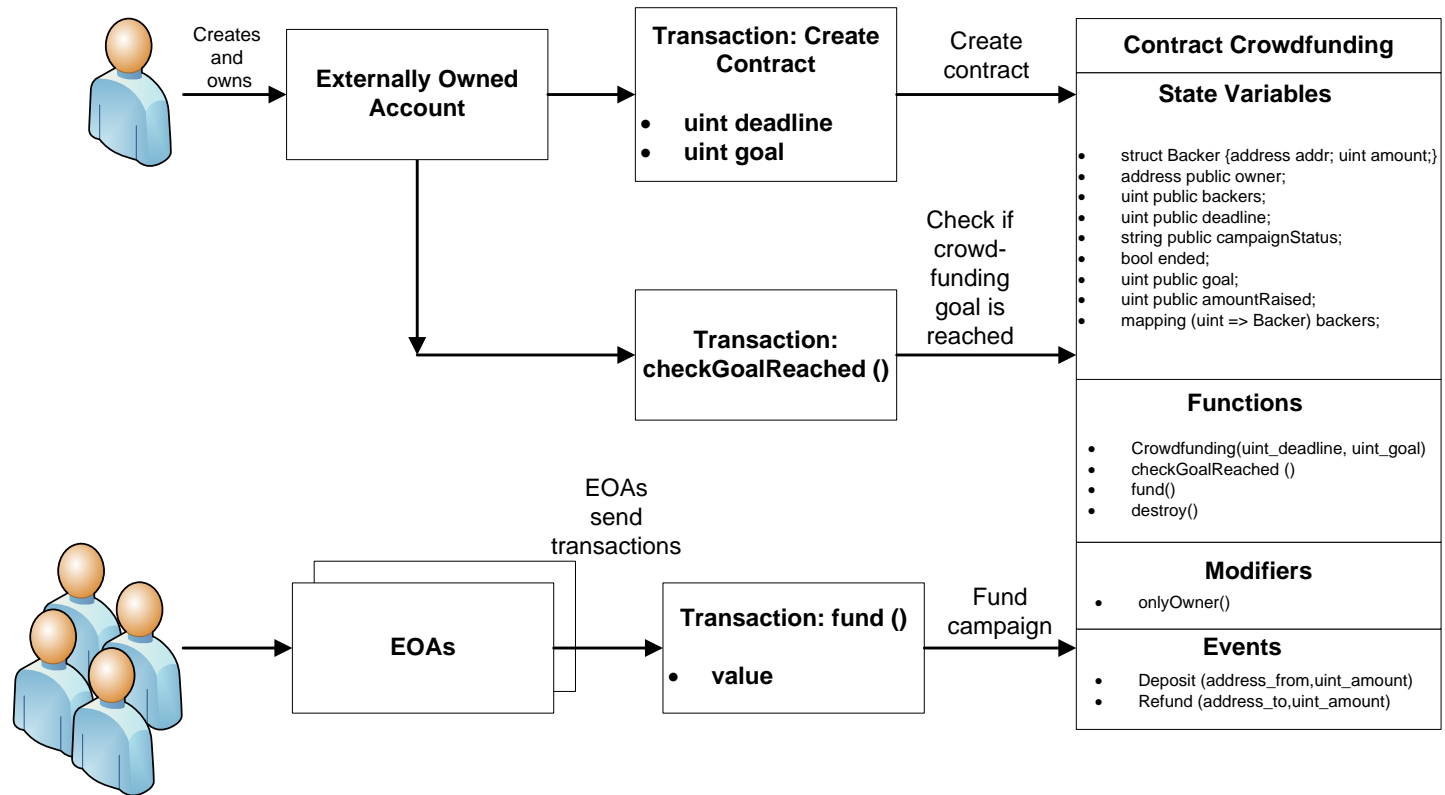 Creates
and
owns
Externally Owned
Account
Transaction: Create
Contract
• uint deadline
• uint goal
Create
contract
Check if
crowd-
funding
goal is
reached
Transaction:
checkGoalReached ()
EOAs
send
transactions
EOAs
Transaction: fund ()
• value
Fund
campaign
Contract Crowdfunding
State Variables
• struct Backer {address addr; uint amount;}
• address public owner;
• uint public backers;
• uint public deadline;
• string public campaignStatus;
• bool ended;
• uint public goal;
• uint public amountRaised;
• mapping (uint => Backer) backers;
Functions
• Crowdfunding(uint_deadline, uint_goal)
• checkGoalReached ()
• fund()
• destroy()
Modifiers
• onlyOwner()
Events
• Deposit (address_from,uint_amount)
• Refund (address_to,uint_amount)